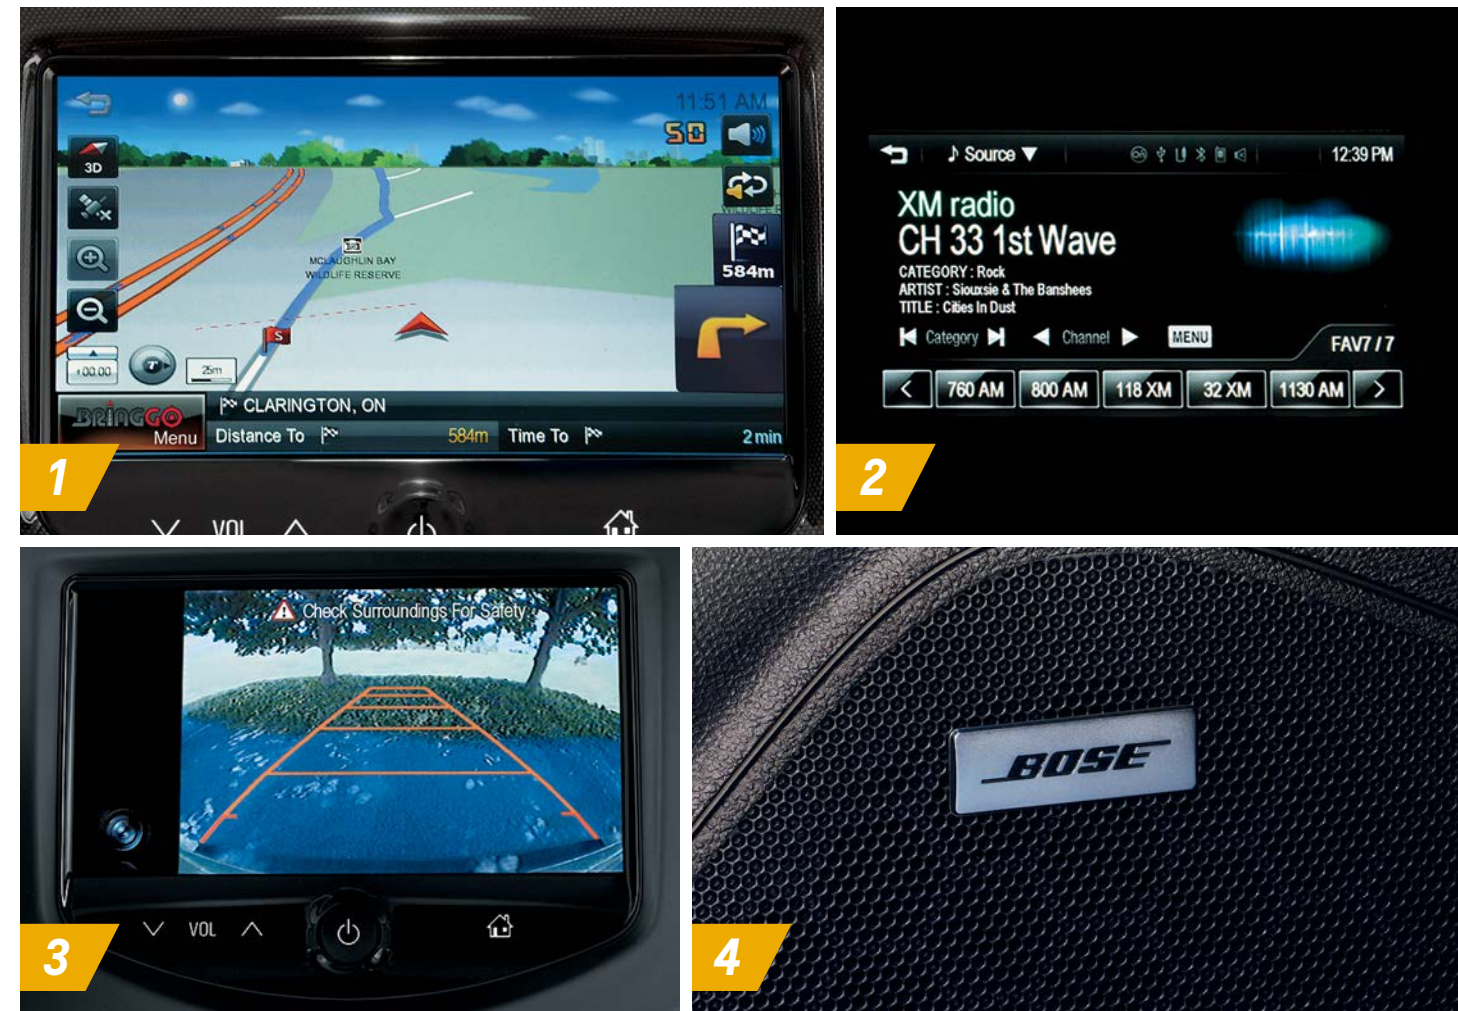 11:51 AM
50
3D
584m
MCLAUGHLIN BAY
WILDLIFE RESERVE
+00.00
25m
BRINGGO
Menu
CLARINGTON, ON
Distance To 584m Time To 2 min
VOL
1
Source 12:39 PM
XM radio
CH 33 1st Wave
CATEGORY : Rock
ARTIST : Siouxsie & The Banshees
TITLE : Cities In Dust
Category Channel MENU
FAV7 / 7
< 760 AM 800 AM 118 XM 32 XM 1130 AM >
2
Check Surroundings For Safety
VOL
3
BOSE
4